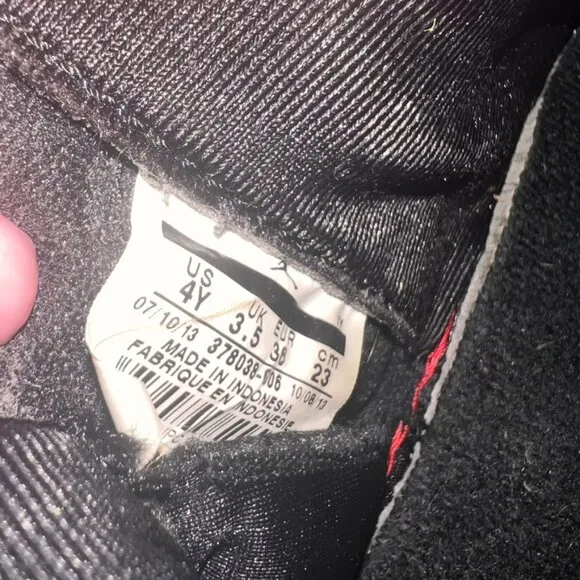 US UK EUR cm
4Y 3.5 36 23
07/10/13 378038-006 10/08/13
MADE IN INDONESIA
FABRIQUE EN INDONESIE